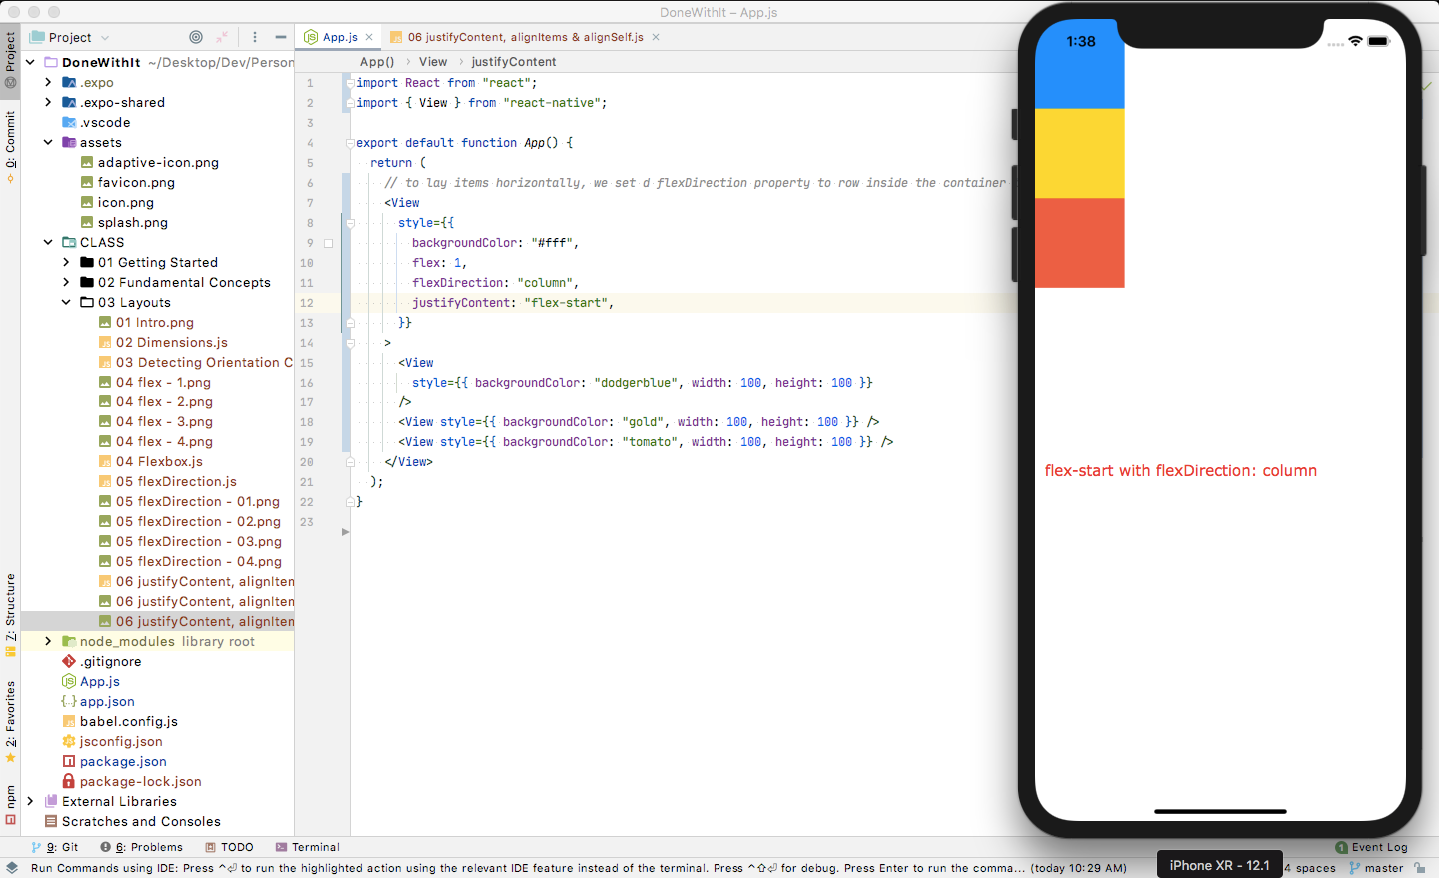 DoneWithIt – App.js
Project
App.js
06 justifyContent, alignItems & alignSelf.js
App() › View › justifyContent
Project
0: Commit
7: Structure
2: Favorites
npm
DoneWithIt ~/Desktop/Dev/Person
.expo
.expo-shared
.vscode
assets
adaptive-icon.png
favicon.png
icon.png
splash.png
CLASS
01 Getting Started
02 Fundamental Concepts
03 Layouts
01 Intro.png
02 Dimensions.js
03 Detecting Orientation C
04 flex - 1.png
04 flex - 2.png
04 flex - 3.png
04 flex - 4.png
04 Flexbox.js
05 flexDirection.js
05 flexDirection - 01.png
05 flexDirection - 02.png
05 flexDirection - 03.png
05 flexDirection - 04.png
06 justifyContent, alignIten
06 justifyContent, alignIten
06 justifyContent, alignIten
node_modules library root
.gitignore
App.js
app.json
babel.config.js
jsconfig.json
package.json
package-lock.json
External Libraries
Scratches and Consoles
1 import React from "react";
2 import { View } from "react-native";
3
4 export default function App() {
5 return (
6 // to lay items horizontally, we set d flexDirection property to row inside the container
7 <View
8 style={{
9 backgroundColor: "#fff",
10 flex: 1,
11 flexDirection: "column",
12 justifyContent: "flex-start",
13 }}
14 >
15 <View
16 style={{ backgroundColor: "dodgerblue", width: 100, height: 100 }}
17 />
18 <View style={{ backgroundColor: "gold", width: 100, height: 100 }} />
19 <View style={{ backgroundColor: "tomato", width: 100, height: 100 }} />
20 </View>
21 );
22 }
23
1:38
flex-start with flexDirection: column
iPhone XR - 12.1
9: Git
6: Problems
TODO
Terminal
1 Event Log
Run Commands using IDE: Press ^⏎ to run the highlighted action using the relevant IDE feature instead of the terminal. Press ^⇧⏎ for debug. Press Enter to run the comma... (today 10:29 AM)
4 spaces
master